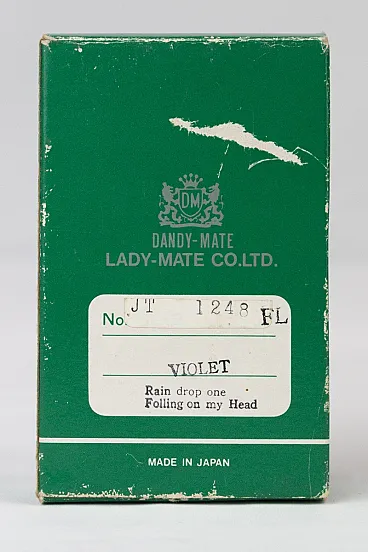 DM
DANDY-MATE
LADY-MATE CO.LTD.
No. JT 1248 FL
VIOLET
Rain drop one
Folling on my Head
MADE IN JAPAN